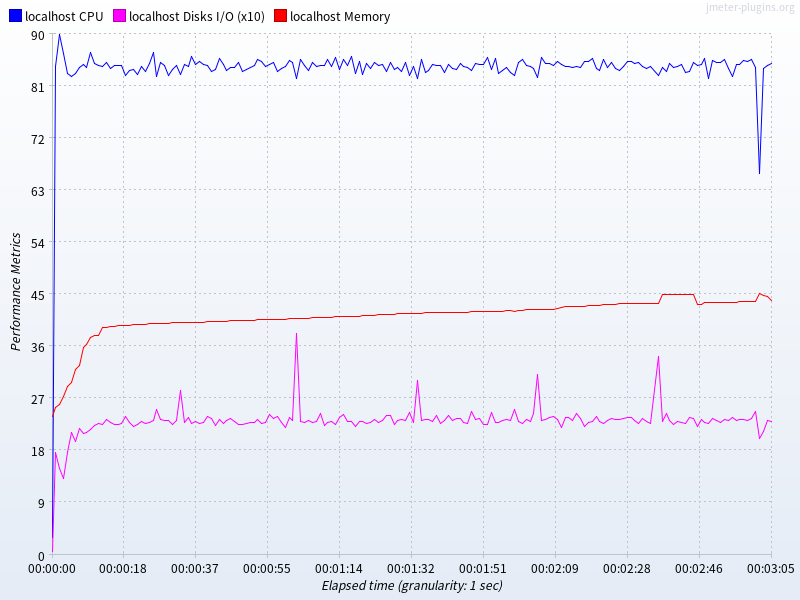 jmeter-plugins.org
localhost CPU localhost Disks I/O (x10) localhost Memory
90
81
72
63
54
45
36
27
18
9
0
Performance Metrics
00:00:00 00:00:18 00:00:37 00:00:55 00:01:14 00:01:32 00:01:51 00:02:09 00:02:28 00:02:46 00:03:05
Elapsed time (granularity: 1 sec)